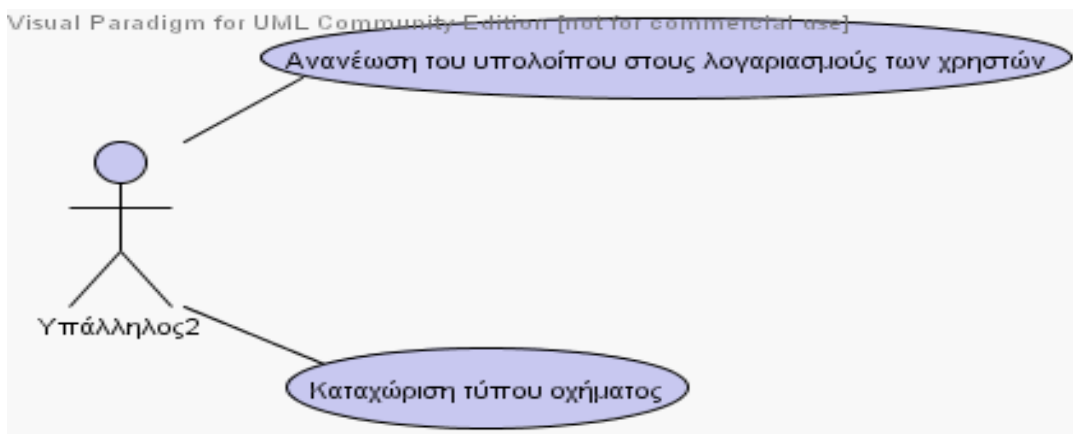 Visual Paradigm for UML Community Edition [not for commercial use]
Ανανέωση του υπολοίπου στους λογαριασμούς των χρηστών
Υπάλληλος2
Καταχώριση τύπου οχήματος